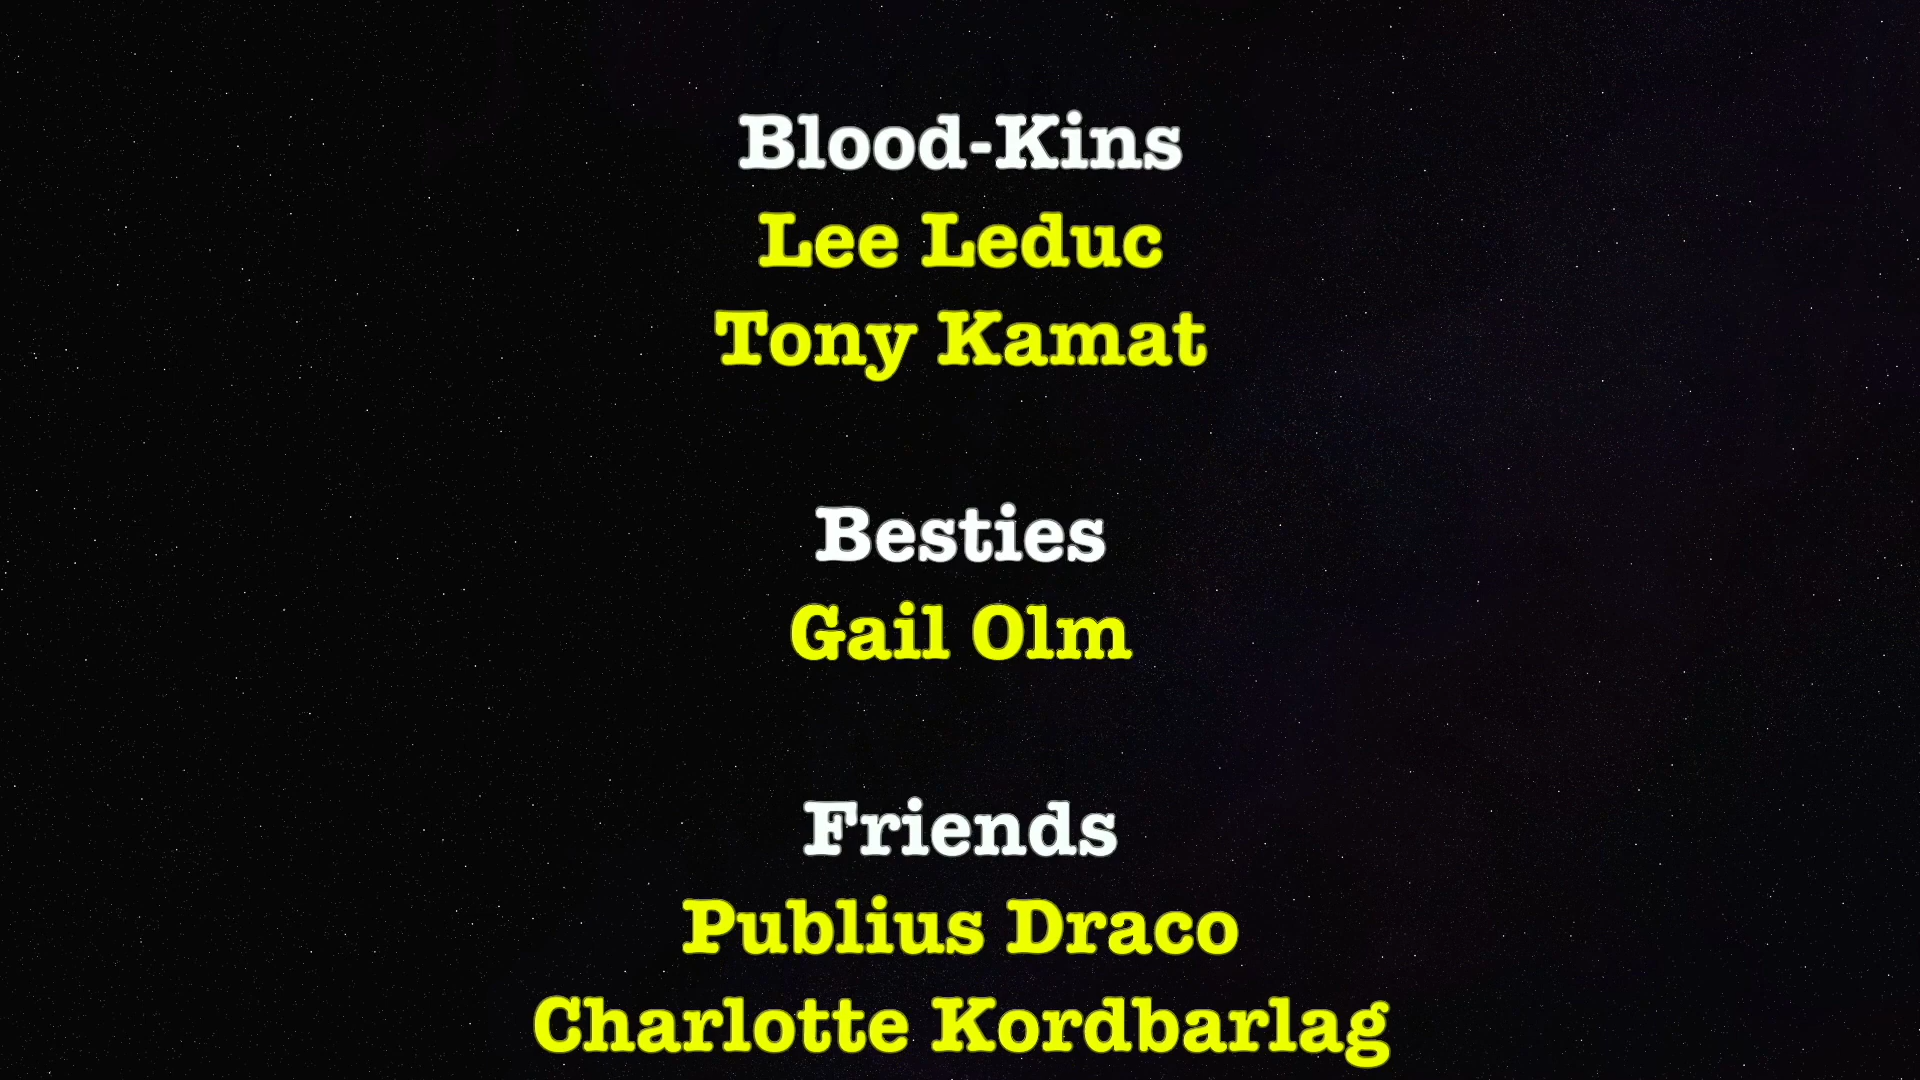 Blood-Kins
Lee Leduc
Tony Kamat
Besties
Gail Olm
Friends
Publius Draco
Charlotte Kordbarlag